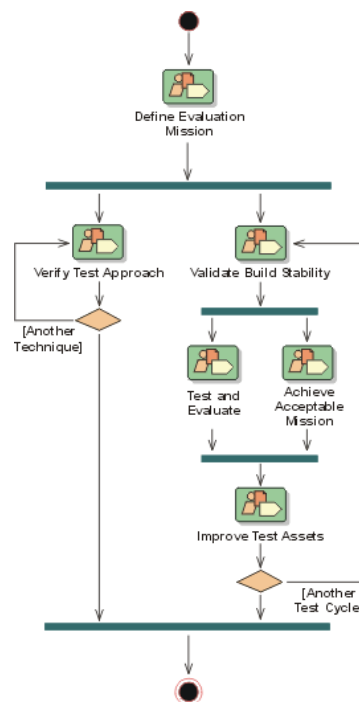 Define Evaluation
Mission
Verify Test Approach
Validate Build Stability
[Another
Technique]
Test and
Evaluate
Achieve
Acceptable
Mission
Improve Test Assets
[Another
Test Cycle